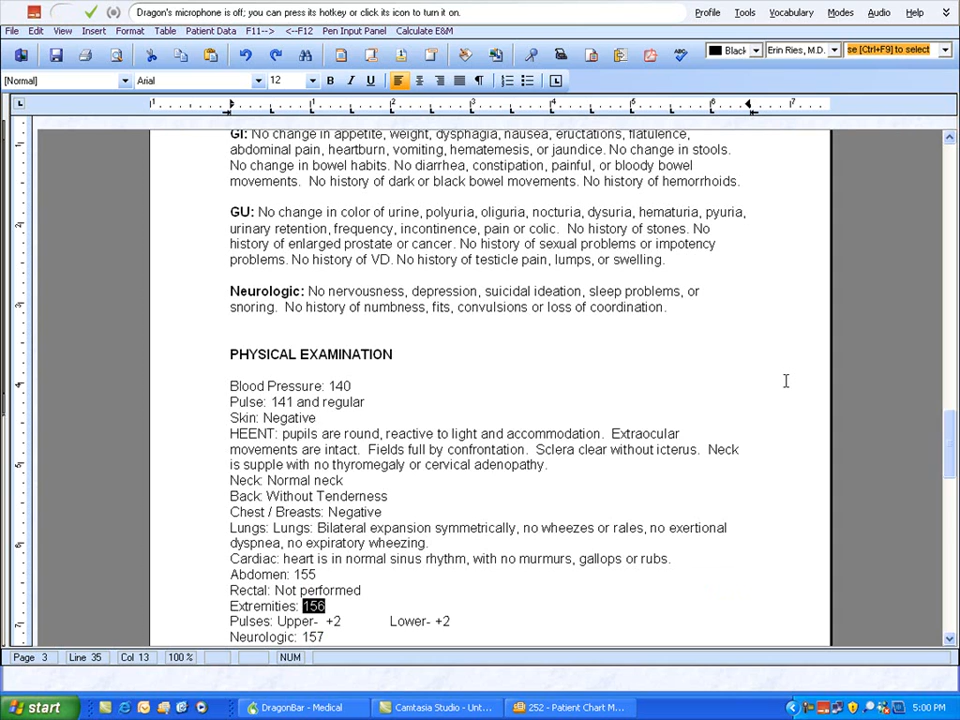 Dragon's microphone is off; you can press its hotkey or click its icon to turn it on.
Profile Tools Vocabulary Modes Audio Help
File Edit View Insert Format Table Patient Data F11--> <--F12 Pen Input Panel Calculate E&M
Black Erin Ries, M.D. se [Ctrl+F9] to select
[Normal] Arial 12 B I U
1 1 2 3 4 5 6 7
GI: No change in appetite, weight, dysphagia, nausea, eructations, flatulence,
abdominal pain, heartburn, vomiting, hematemesis, or jaundice. No change in stools.
No change in bowel habits. No diarrhea, constipation, painful, or bloody bowel
movements. No history of dark or black bowel movements. No history of hemorrhoids.
GU: No change in color of urine, polyuria, oliguria, nocturia, dysuria, hematuria, pyuria,
urinary retention, frequency, incontinence, pain or colic. No history of stones. No
history of enlarged prostate or cancer. No history of sexual problems or impotency
problems. No history of VD. No history of testicle pain, lumps, or swelling.
Neurologic: No nervousness, depression, suicidal ideation, sleep problems, or
snoring. No history of numbness, fits, convulsions or loss of coordination.
PHYSICAL EXAMINATION
Blood Pressure: 140
Pulse: 141 and regular
Skin: Negative
HEENT: pupils are round, reactive to light and accommodation. Extraocular
movements are intact. Fields full by confrontation. Sclera clear without icterus. Neck
is supple with no thyromegaly or cervical adenopathy.
Neck: Normal neck
Back: Without Tenderness
Chest / Breasts: Negative
Lungs: Lungs: Bilateral expansion symmetrically, no wheezes or rales, no exertional
dyspnea, no expiratory wheezing.
Cardiac: heart is in normal sinus rhythm, with no murmurs, gallops or rubs.
Abdomen: 155
Rectal: Not performed
Extremities: 156
Pulses: Upper- +2 Lower- +2
Neurologic: 157
Page 3 Line 35 Col 13 100 % NUM
start DragonBar - Medical Camtasia Studio - Unt... 252 - Patient Chart M... 5:00 PM